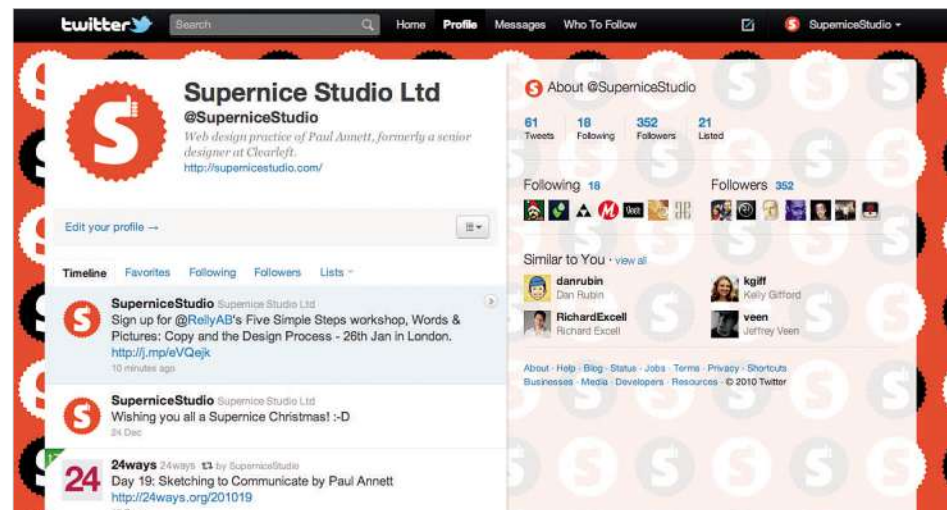 twitter
Search
Home Profile Messages Who To Follow
SuperniceStudio
Supernice Studio Ltd
@SuperniceStudio
Web design practice of Paul Annett, formerly a senior
designer at Clearleft.
http://supernicestudio.com/
Edit your profile →
Timeline Favorites Following Followers Lists
SuperniceStudio Supernice Studio Ltd
Sign up for @ReilyAB's Five Simple Steps workshop, Words &
Pictures: Copy and the Design Process - 26th Jan in London.
http://j.mp/eVQejk
10 minutes ago
SuperniceStudio Supernice Studio Ltd
Wishing you all a Supernice Christmas! :-D
24 Dec
24
24ways 24ways by SuperniceStudio
Day 19: Sketching to Communicate by Paul Annett
http://24ways.org/201019
About @SuperniceStudio
61 18 352 21
Tweets Following Followers Listed
Following 18
Followers 352
Similar to You · view all
danrubin
Dan Rubin
kgiff
Kelly Gifford
RichardExcell
Richard Excell
veen
Jeffrey Veen
About · Help · Blog · Status · Jobs · Terms · Privacy · Shortcuts
Businesses · Media · Developers · Resources · © 2010 Twitter